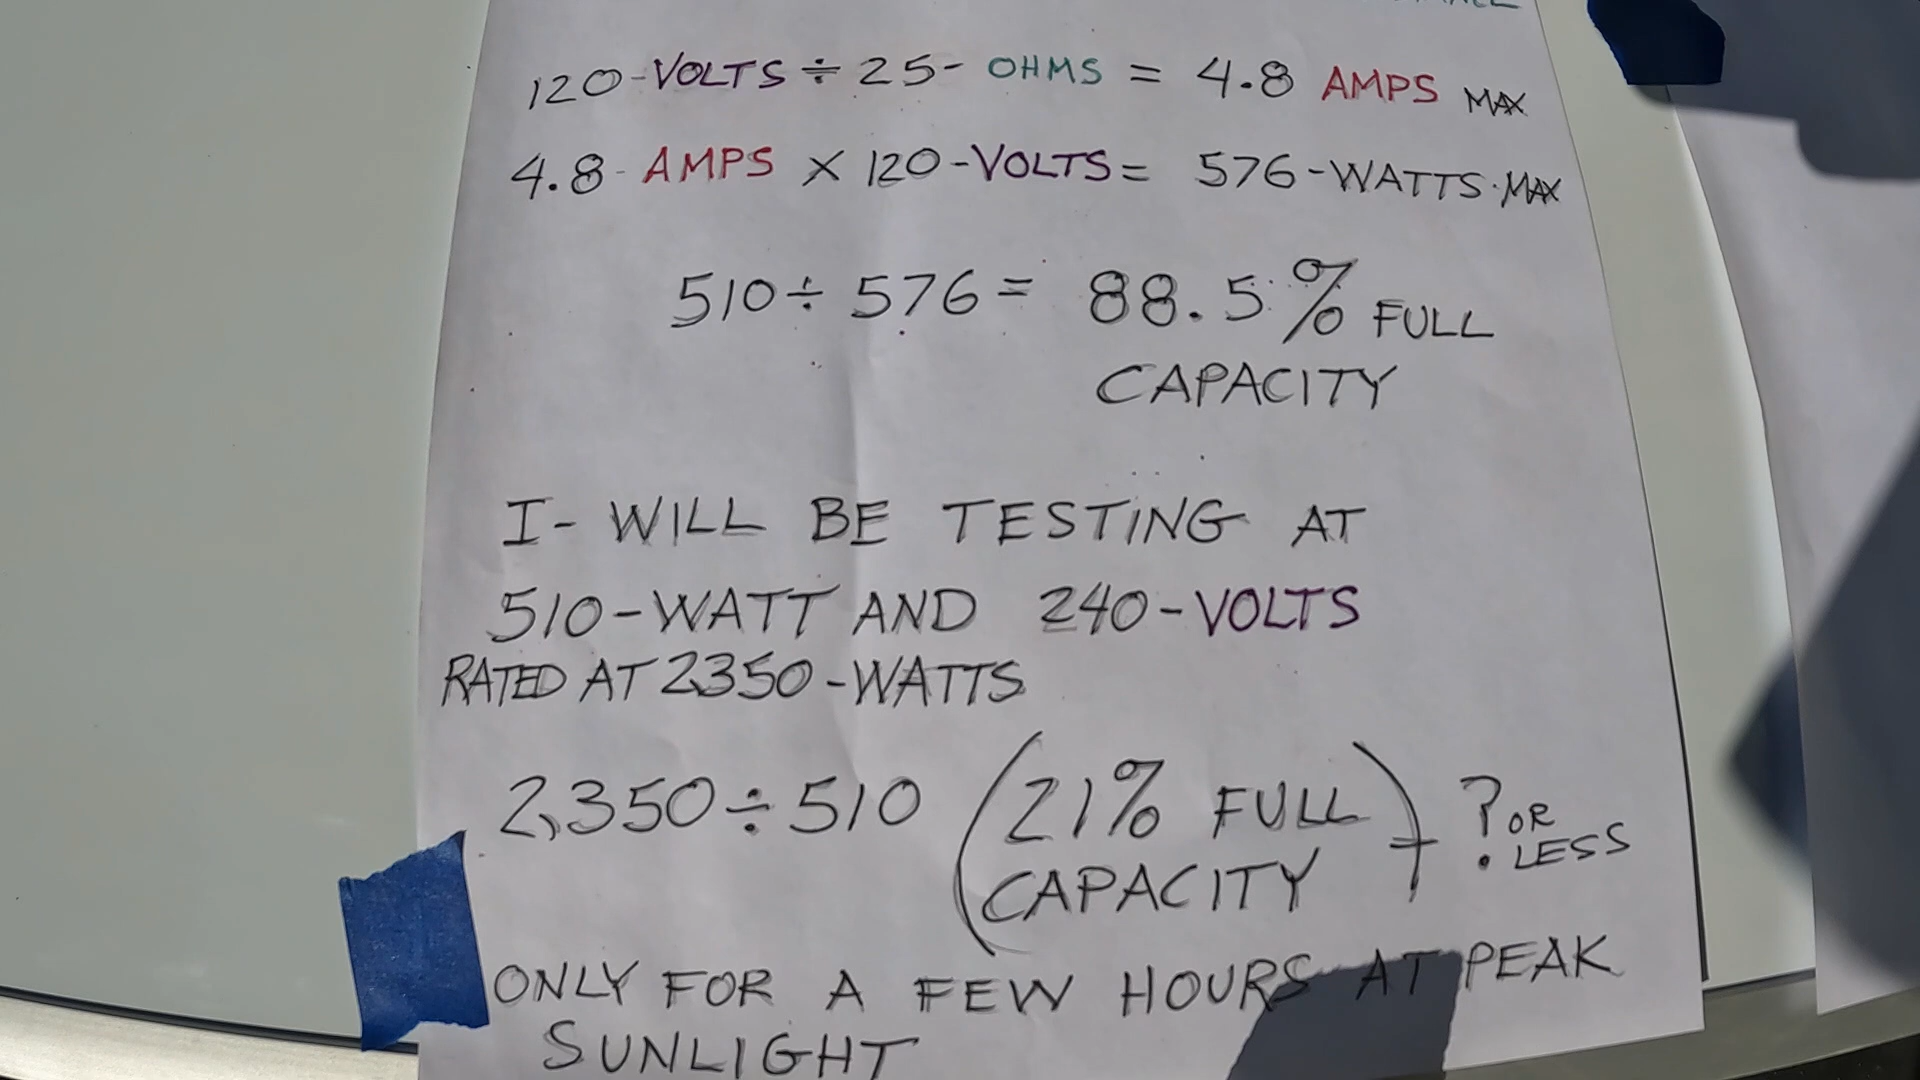 120-VOLTS ÷ 25- OHMS = 4.8 AMPS MAX
4.8- AMPS X 120-VOLTS = 576-WATTS·MAX
510 ÷ 576 = 88.5% FULL
CAPACITY
I- WILL BE TESTING AT
510-WATT AND 240-VOLTS
RATED AT 2350-WATTS
2,350 ÷ 510 (21% FULL
CAPACITY) ? OR
LESS
ONLY FOR A FEW HOURS AT PEAK
SUNLIGHT